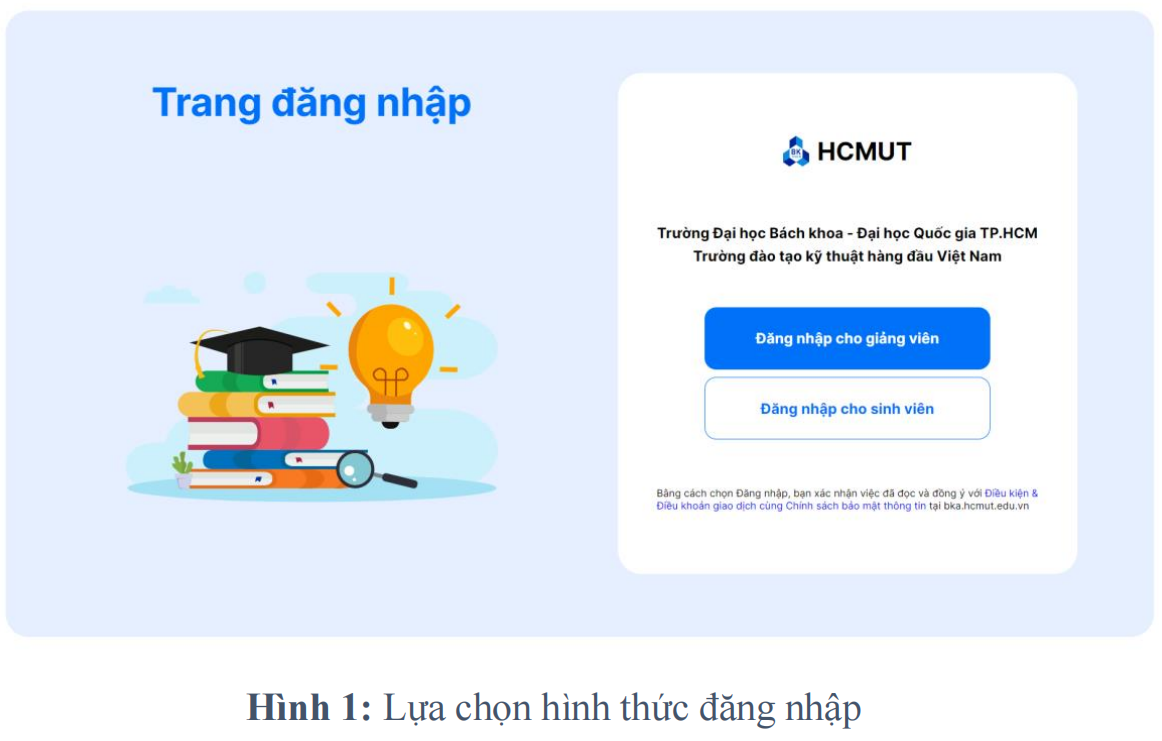 Trang đăng nhập
BK
HCMUT
Trường Đại học Bách khoa - Đại học Quốc gia TP.HCM
Trường đào tạo kỹ thuật hàng đầu Việt Nam
Đăng nhập cho giảng viên
Đăng nhập cho sinh viên
Bằng cách chọn Đăng nhập, bạn xác nhận việc đã đọc và đồng ý với Điều kiện &
Điều khoản giao dịch cùng Chính sách bảo mật thông tin tại bka.hcmut.edu.vn
Hình 1: Lựa chọn hình thức đăng nhập